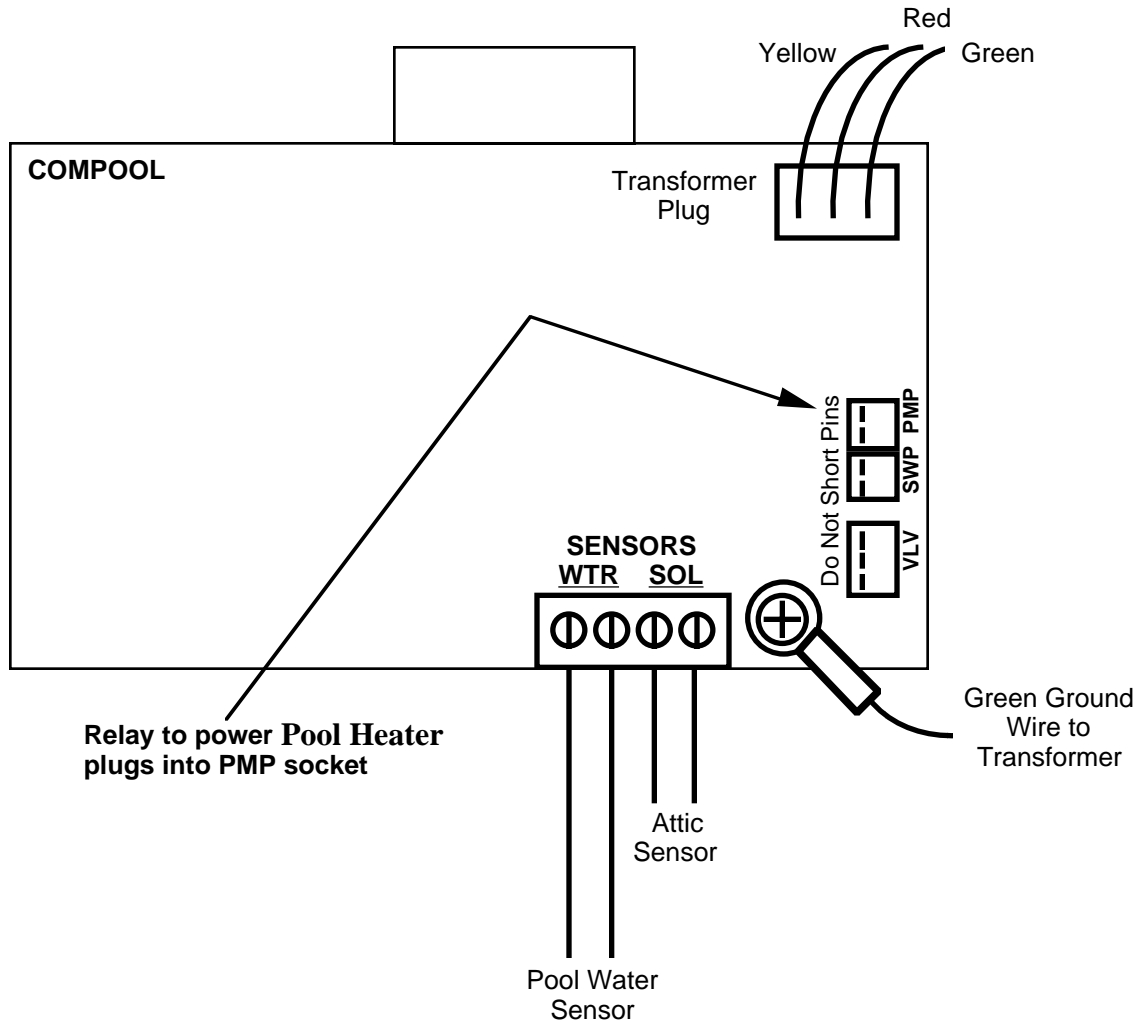 Red
Yellow
Green
COMPOOL
Transformer
Plug
Do Not Short Pins
PMP
SWP
VLV
SENSORS
WTR SOL
Green Ground
Wire to
Transformer
Relay to power Pool Heater
plugs into PMP socket
Attic
Sensor
Pool Water
Sensor